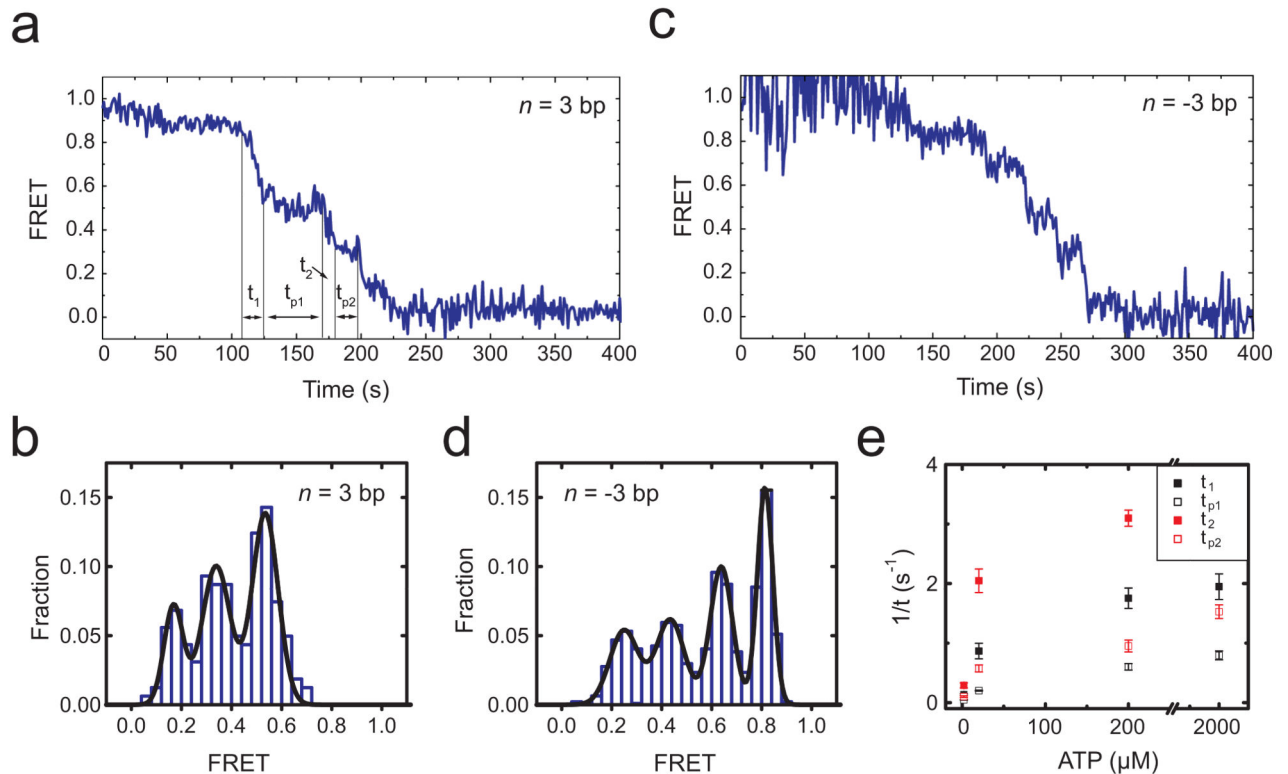 a
n = 3 bp
FRET
1.0
0.8
0.6
0.4
0.2
0.0
t1
tp1
t2
tp2
0 50 100 150 200 250 300 350 400
Time (s)
c
n = -3 bp
FRET
1.0
0.8
0.6
0.4
0.2
0.0
0 50 100 150 200 250 300 350 400
Time (s)
b
n = 3 bp
Fraction
0.15
0.10
0.05
0.00
0.0 0.2 0.4 0.6 0.8 1.0
FRET
d
n = -3 bp
Fraction
0.15
0.10
0.05
0.00
0.0 0.2 0.4 0.6 0.8 1.0
FRET
e
1/t (s⁻¹)
4
2
0
t1
tp1
t2
tp2
0 100 200 2000
ATP (µM)